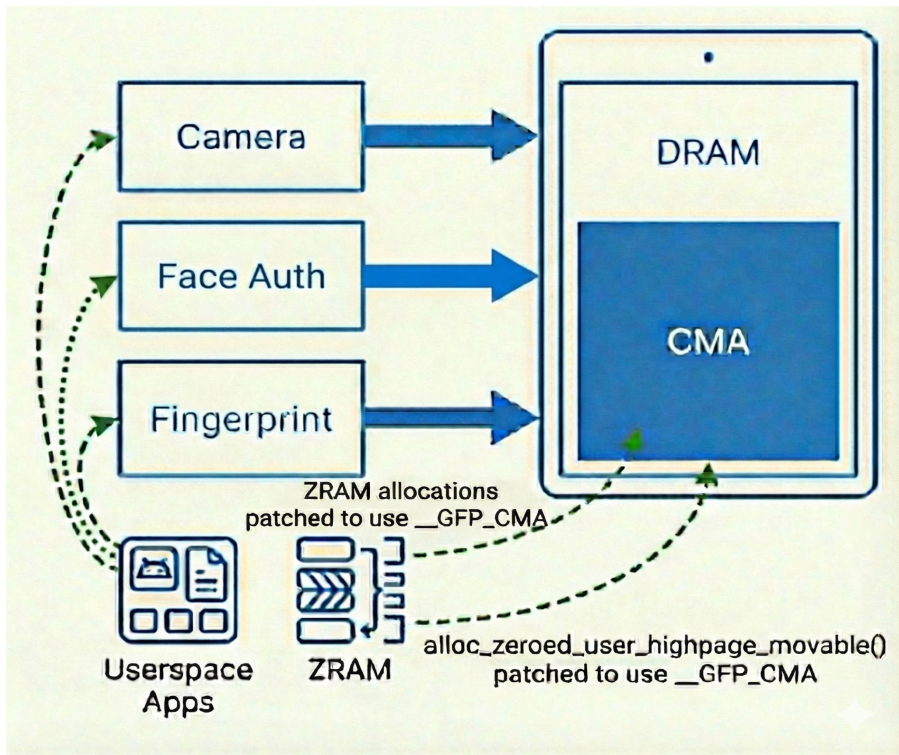 Camera
DRAM
Face Auth
CMA
Fingerprint
ZRAM allocations
patched to use __GFP_CMA
Userspace
Apps
ZRAM
alloc_zeroed_user_highpage_movable()
patched to use __GFP_CMA